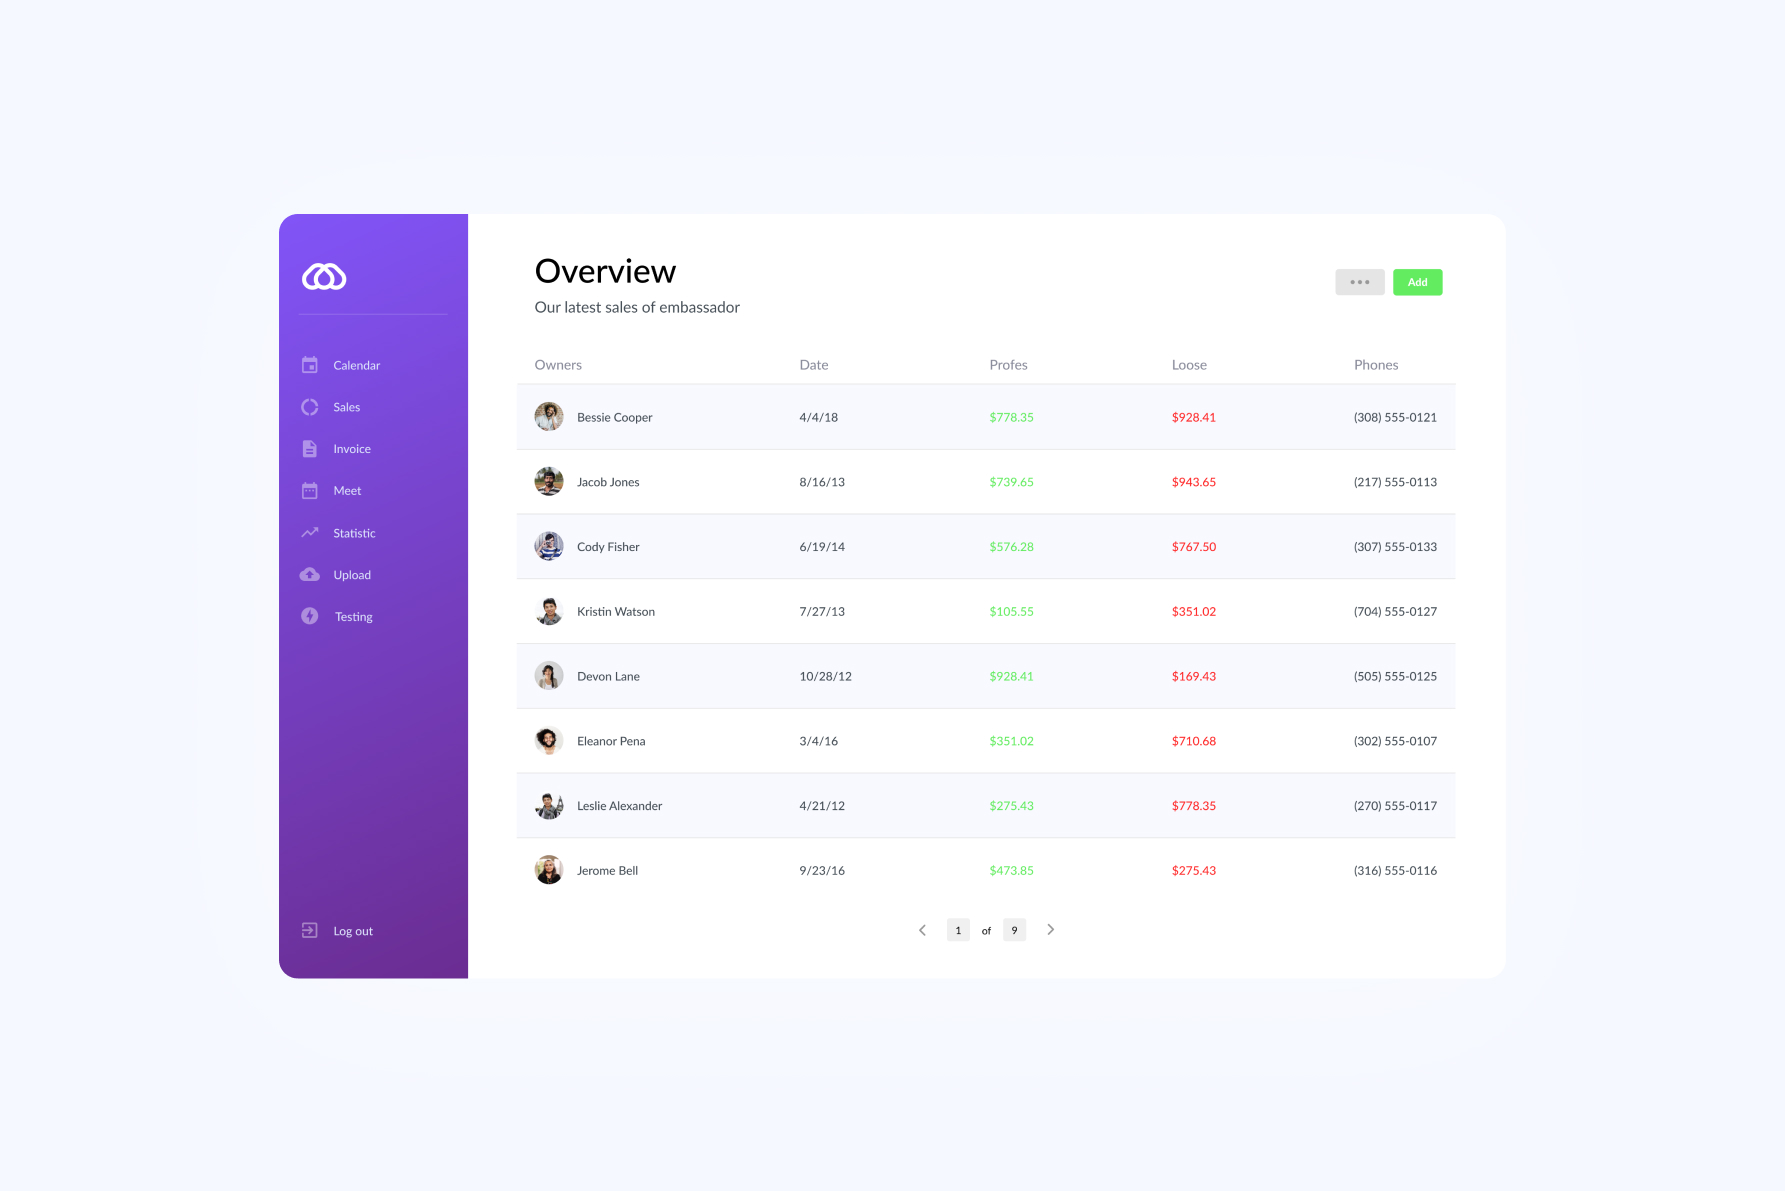 Overview
Our latest sales of embassador
••• Add
Calendar
Sales
Invoice
Meet
Statistic
Upload
Testing
Log out
Owners Date Profes Loose Phones
Bessie Cooper 4/4/18 $778.35 $928.41 (308) 555-0121
Jacob Jones 8/16/13 $739.65 $943.65 (217) 555-0113
Cody Fisher 6/19/14 $576.28 $767.50 (307) 555-0133
Kristin Watson 7/27/13 $105.55 $351.02 (704) 555-0127
Devon Lane 10/28/12 $928.41 $169.43 (505) 555-0125
Eleanor Pena 3/4/16 $351.02 $710.68 (302) 555-0107
Leslie Alexander 4/21/12 $275.43 $778.35 (270) 555-0117
Jerome Bell 9/23/16 $473.85 $275.43 (316) 555-0116
1 of 9